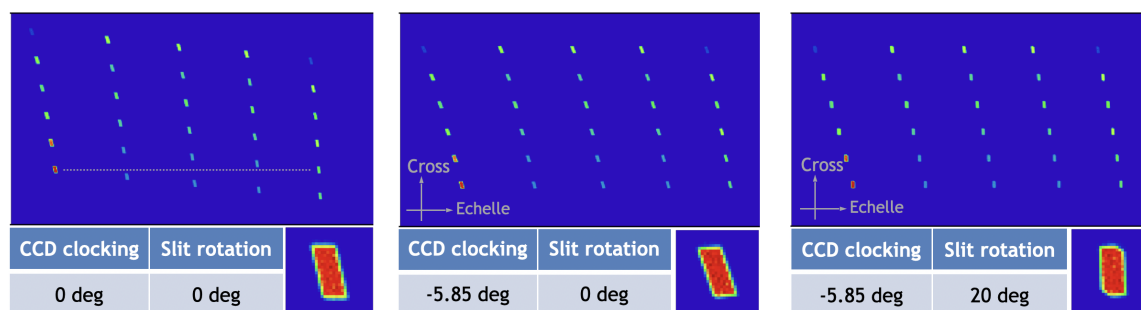 Cross
Echelle
Cross
Echelle
CCD clocking Slit rotation
0 deg 0 deg
CCD clocking Slit rotation
-5.85 deg 0 deg
CCD clocking Slit rotation
-5.85 deg 20 deg